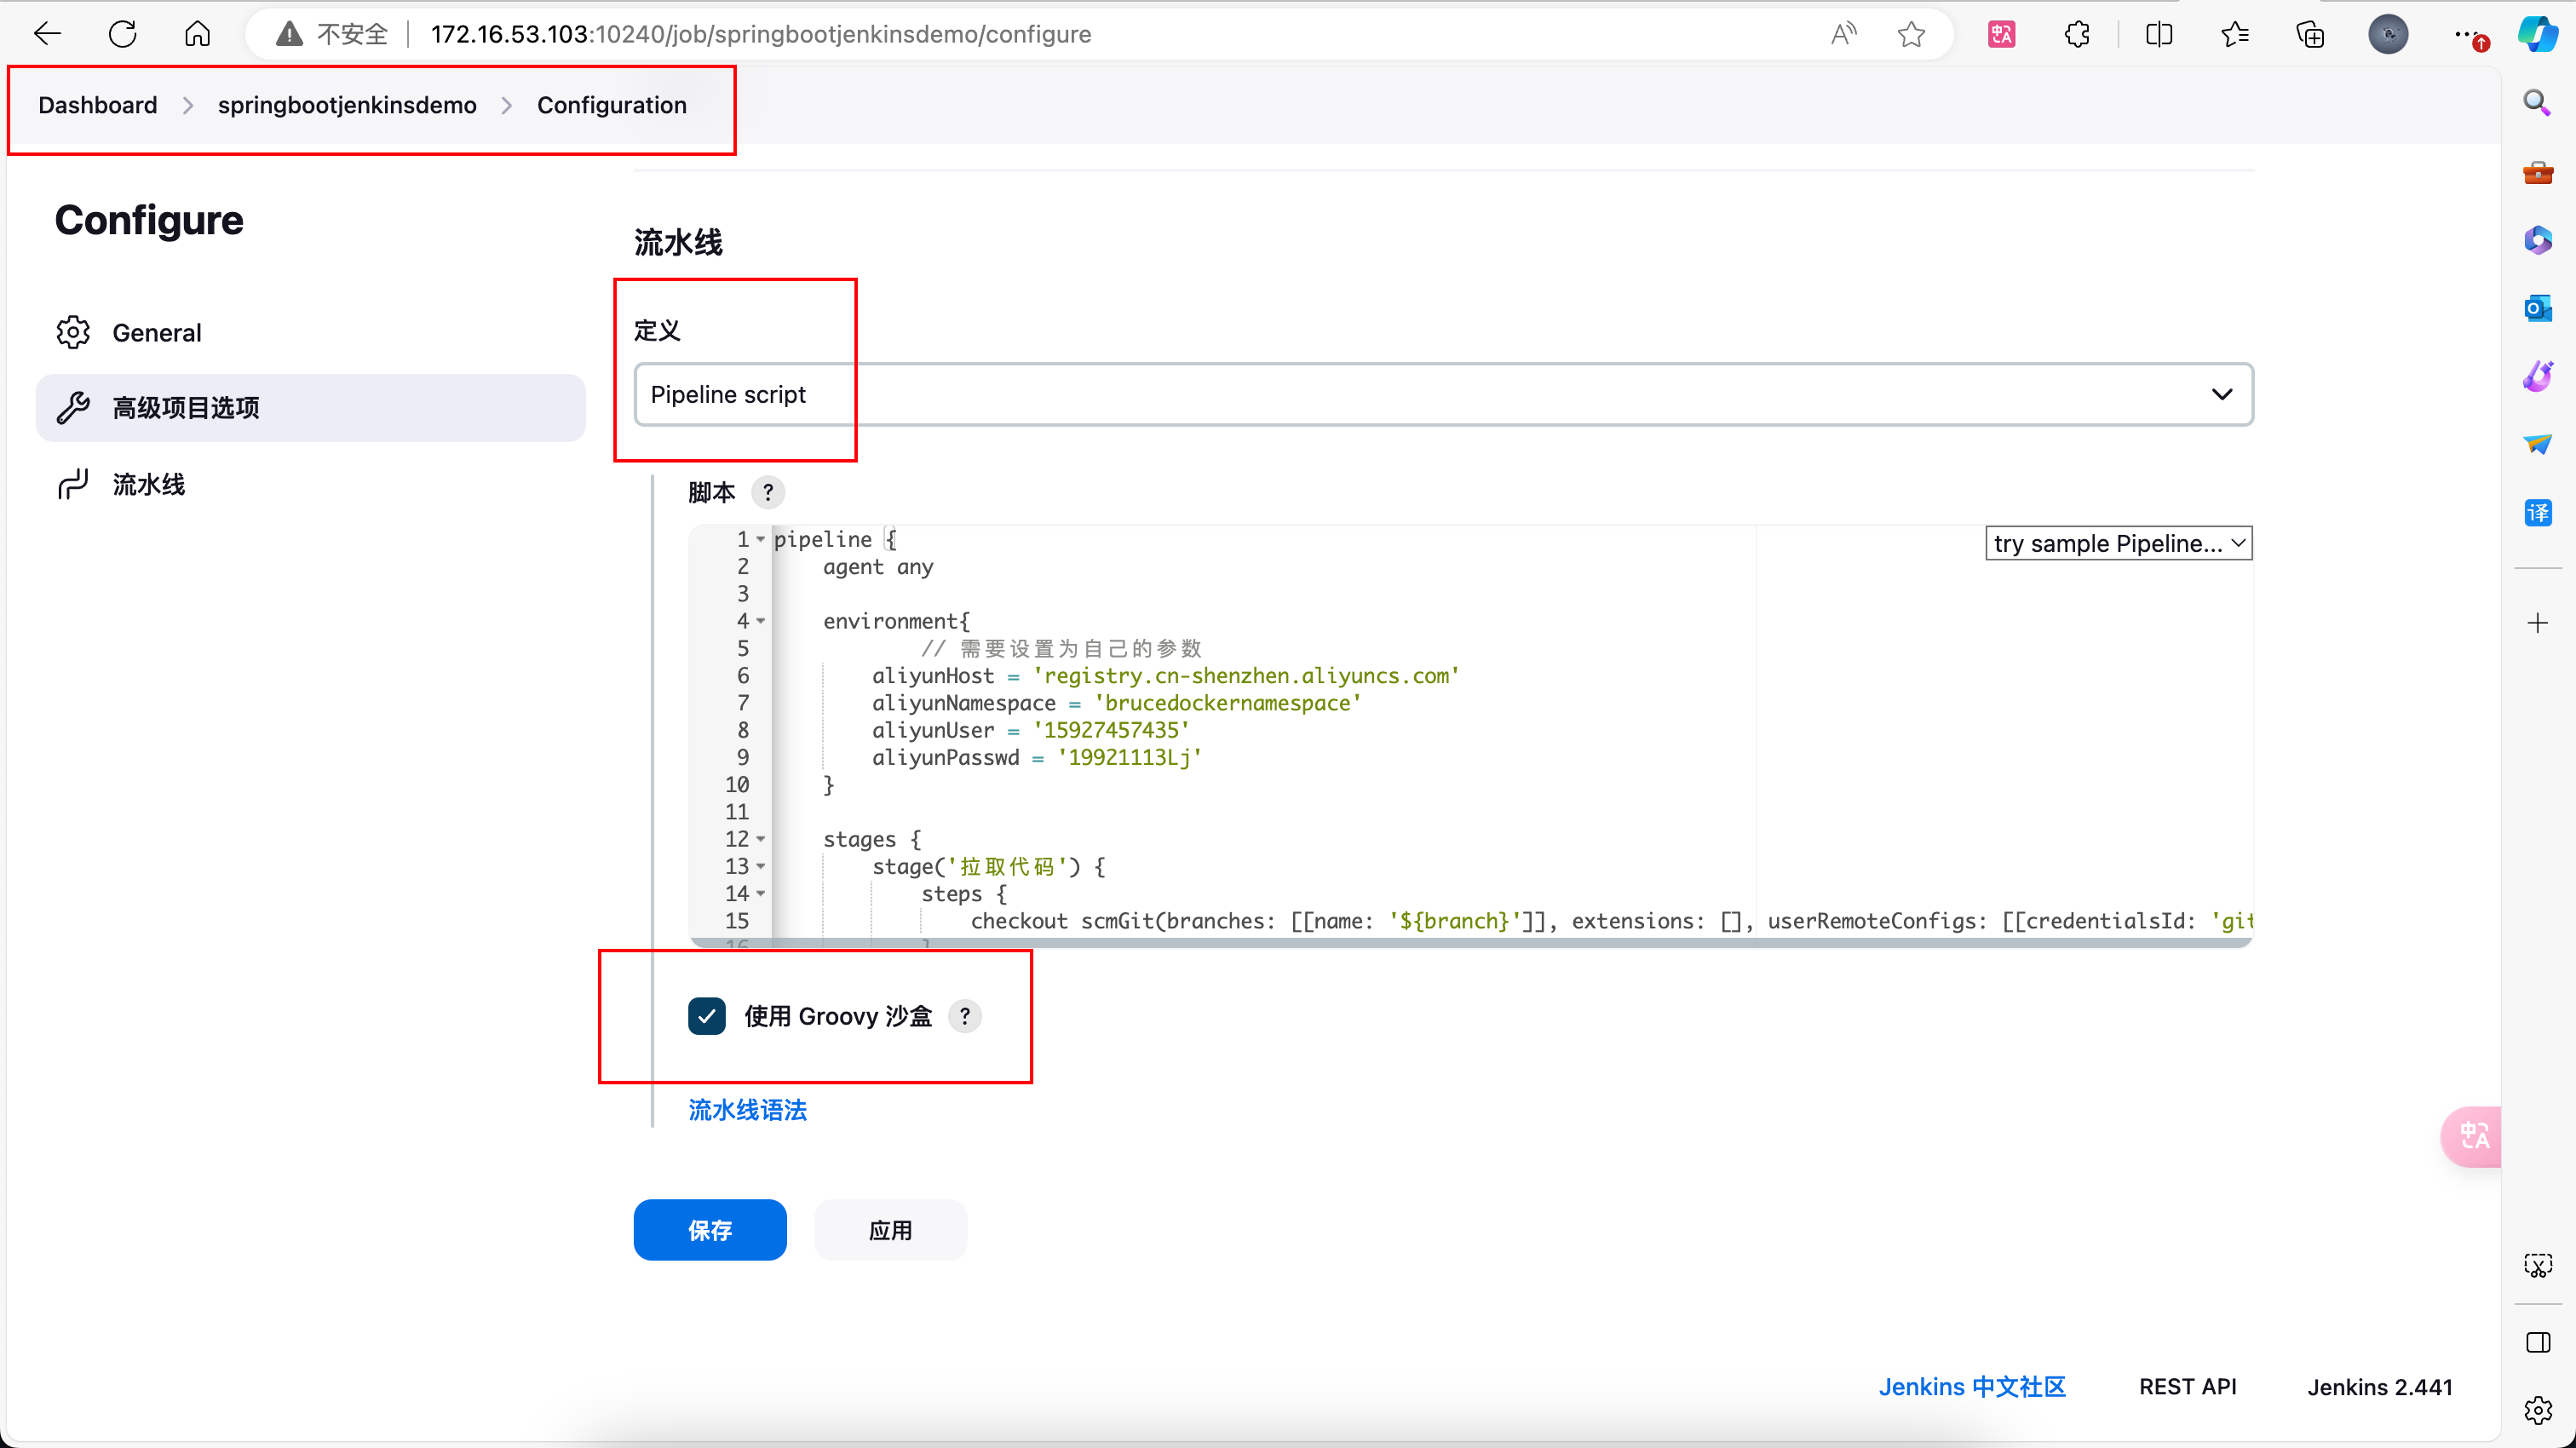 不安全 172.16.53.103:10240/job/springbootjenkinsdemo/configure
Dashboard springbootjenkinsdemo Configuration
Configure
General
高级项目选项
流水线
流水线
定义
Pipeline script
脚本 ?
try sample Pipeline...
1 pipeline {
2 agent any
3
4 environment{
5 // 需要设置为自己的参数
6 aliyunHost = 'registry.cn-shenzhen.aliyuncs.com'
7 aliyunNamespace = 'brucedockernamespace'
8 aliyunUser = '15927457435'
9 aliyunPasswd = '19921113Lj'
10 }
11
12 stages {
13 stage('拉取代码') {
14 steps {
15 checkout scmGit(branches: [[name: '${branch}']], extensions: [], userRemoteConfigs: [[credentialsId: 'git
16 }
使用 Groovy 沙盒 ?
流水线语法
保存 应用
Jenkins 中文社区 REST API Jenkins 2.441
译